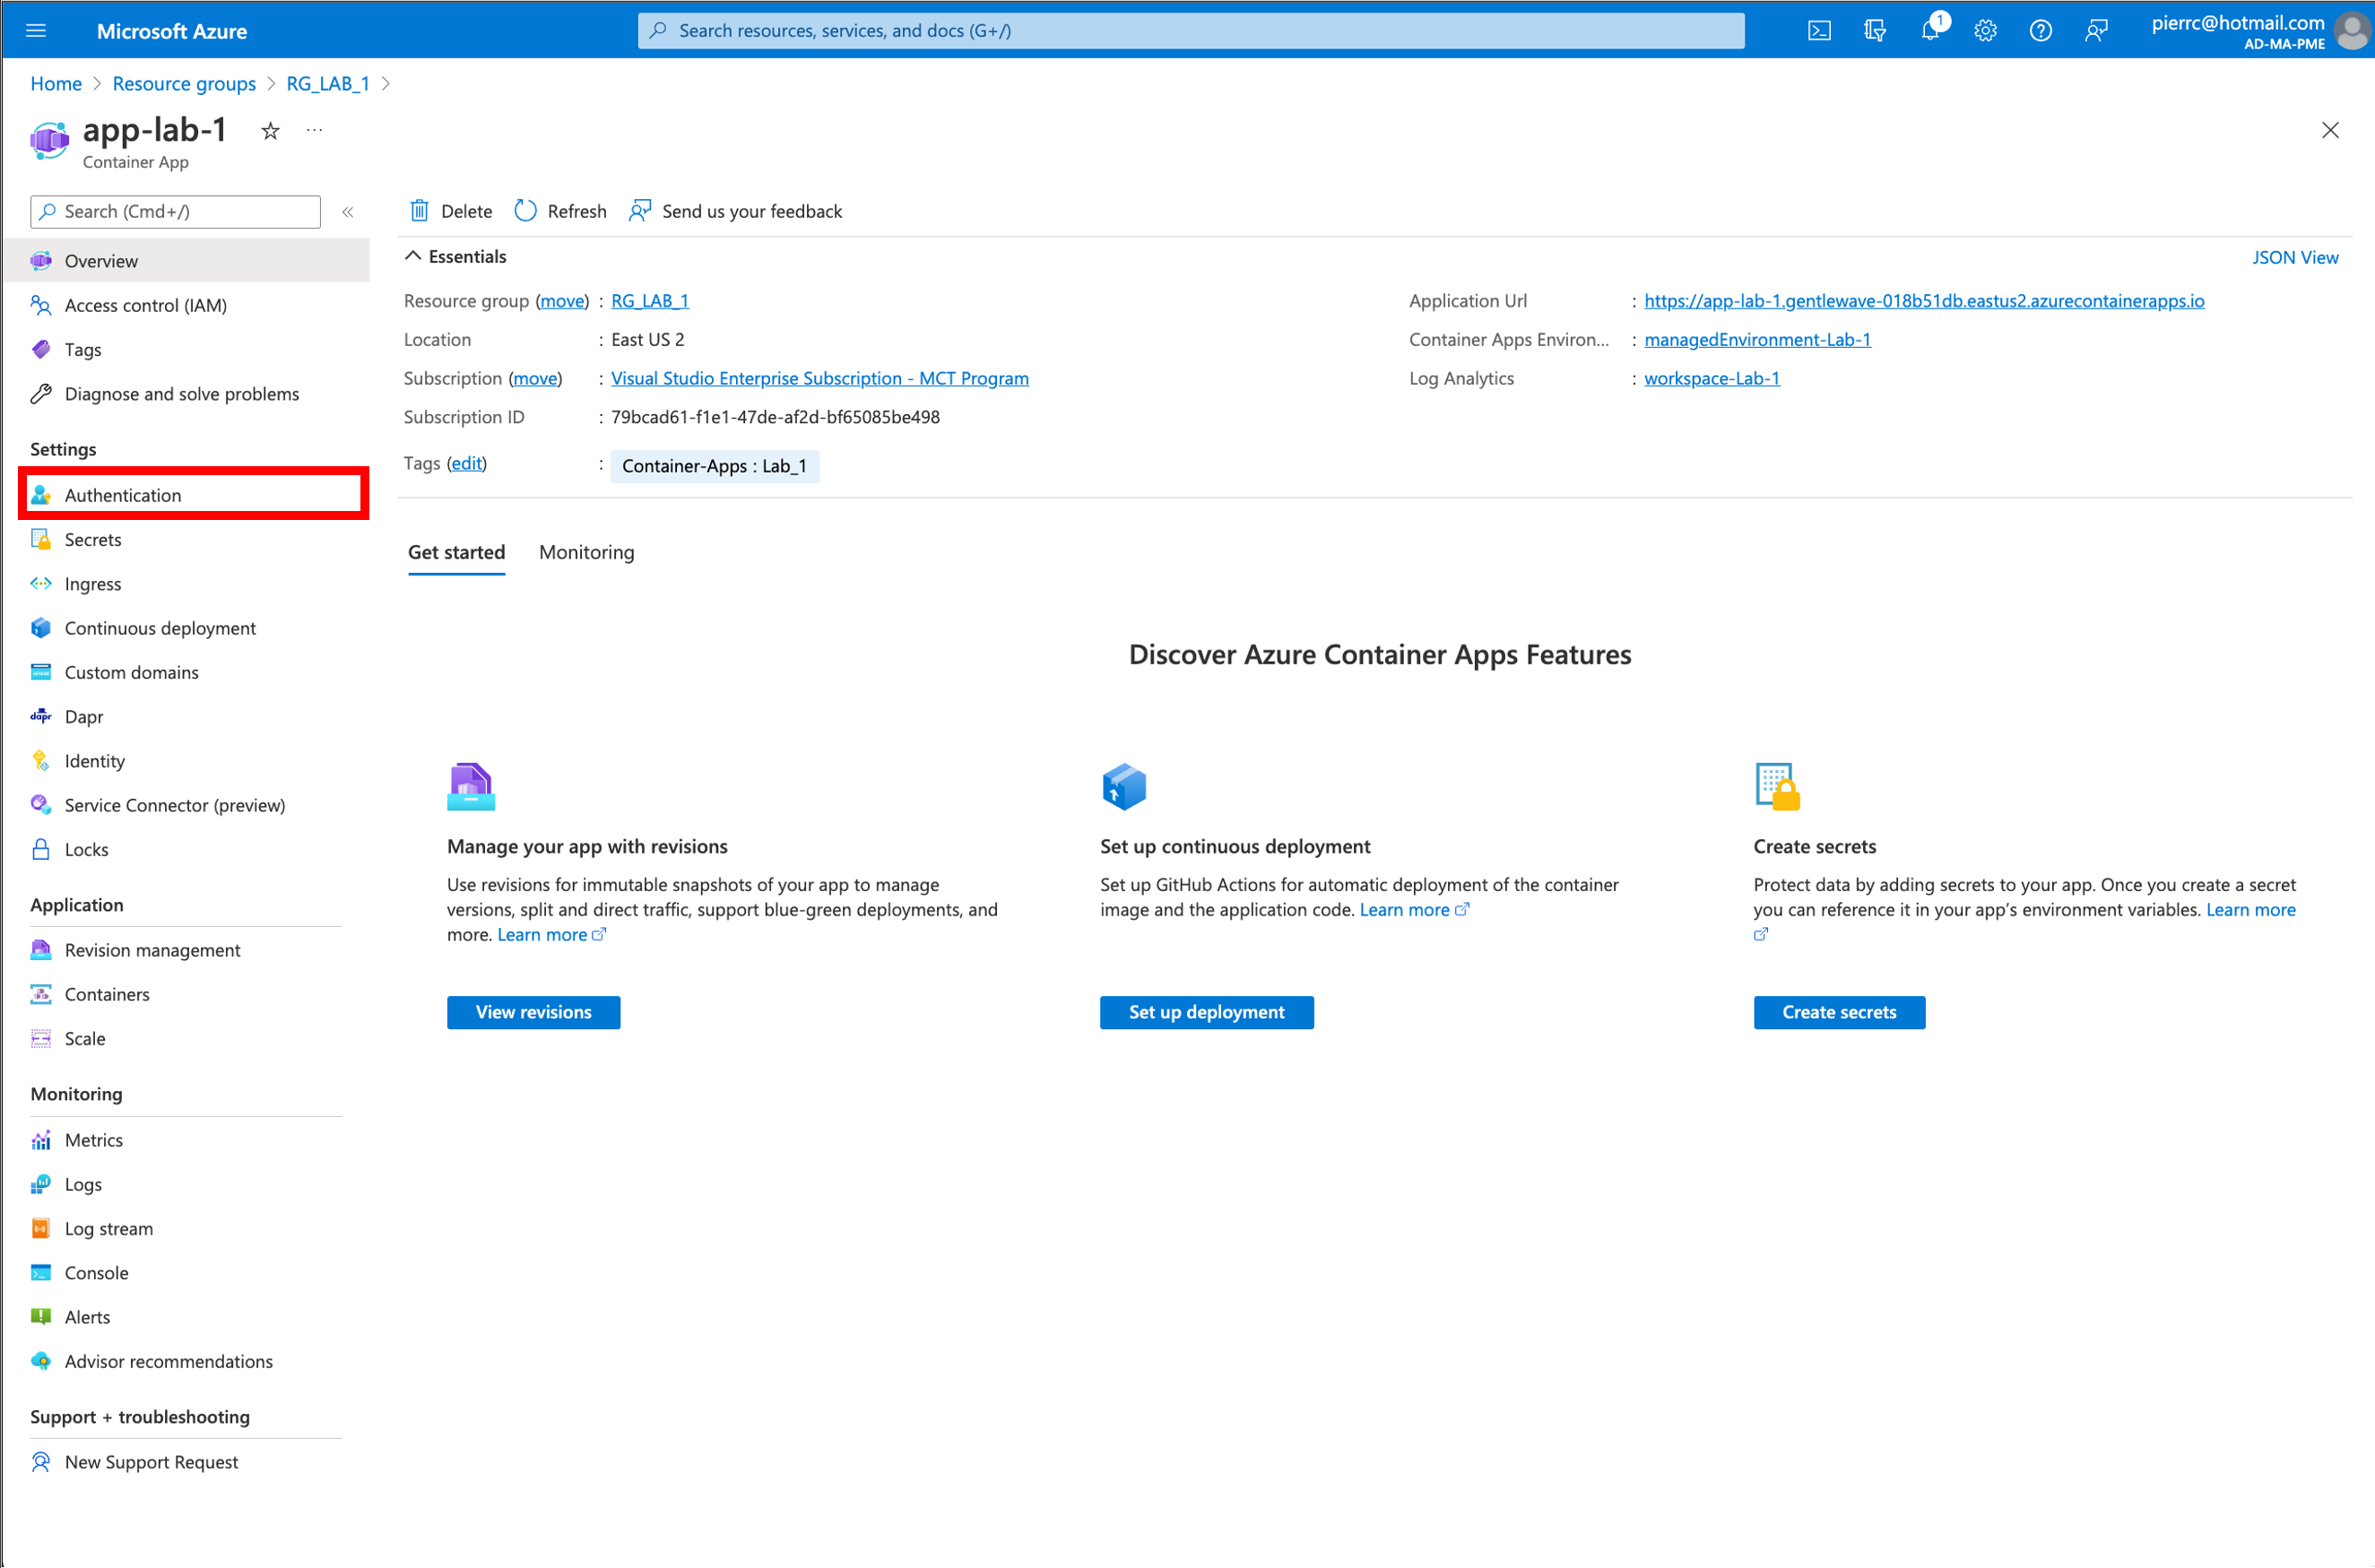 Microsoft Azure
Search resources, services, and docs (G+/)
1
pierrc@hotmail.com
AD-MA-PME
Home > Resource groups > RG_LAB_1 >
app-lab-1
Container App
Search (Cmd+/)
Overview
Access control (IAM)
Tags
Diagnose and solve problems
Settings
Authentication
Secrets
Ingress
Continuous deployment
Custom domains
dapr Dapr
Identity
Service Connector (preview)
Locks
Application
Revision management
Containers
Scale
Monitoring
Metrics
Logs
Log stream
Console
Alerts
Advisor recommendations
Support + troubleshooting
New Support Request
Delete Refresh Send us your feedback
Essentials
JSON View
Resource group (move) : RG_LAB_1
Location : East US 2
Subscription (move) : Visual Studio Enterprise Subscription - MCT Program
Subscription ID : 79bcad61-f1e1-47de-af2d-bf65085be498
Tags (edit) : Container-Apps : Lab_1
Application Url : https://app-lab-1.gentlewave-018b51db.eastus2.azurecontainerapps.io
Container Apps Environ... : managedEnvironment-Lab-1
Log Analytics : workspace-Lab-1
Get started Monitoring
Discover Azure Container Apps Features
Manage your app with revisions
Use revisions for immutable snapshots of your app to manage
versions, split and direct traffic, support blue-green deployments, and
more. Learn more
View revisions
Set up continuous deployment
Set up GitHub Actions for automatic deployment of the container
image and the application code. Learn more
Set up deployment
Create secrets
Protect data by adding secrets to your app. Once you create a secret
you can reference it in your app's environment variables. Learn more
Create secrets